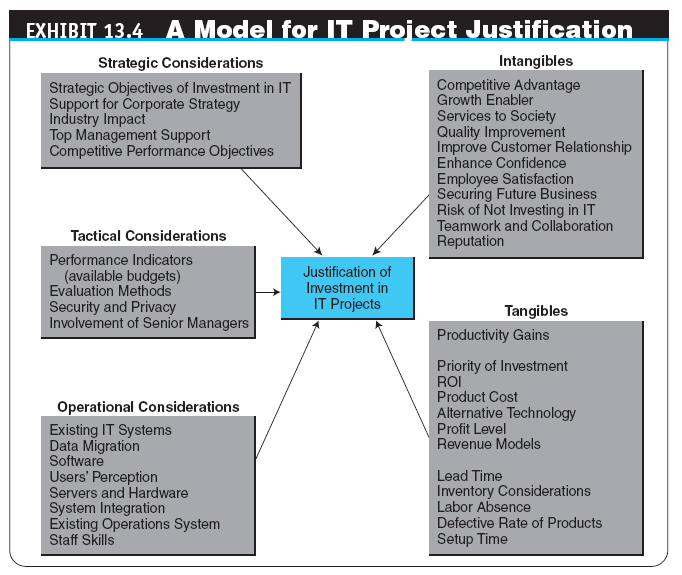 EXHIBIT 13.4 A Model for IT Project Justification
Strategic Considerations
Strategic Objectives of Investment in IT
Support for Corporate Strategy
Industry Impact
Top Management Support
Competitive Performance Objectives
Intangibles
Competitive Advantage
Growth Enabler
Services to Society
Quality Improvement
Improve Customer Relationship
Enhance Confidence
Employee Satisfaction
Securing Future Business
Risk of Not Investing in IT
Teamwork and Collaboration
Reputation
Tactical Considerations
Performance Indicators
(available budgets)
Evaluation Methods
Security and Privacy
Involvement of Senior Managers
Justification of
Investment in
IT Projects
Tangibles
Productivity Gains
Priority of Investment
ROI
Product Cost
Alternative Technology
Profit Level
Revenue Models
Lead Time
Inventory Considerations
Labor Absence
Defective Rate of Products
Setup Time
Operational Considerations
Existing IT Systems
Data Migration
Software
Users' Perception
Servers and Hardware
System Integration
Existing Operations System
Staff Skills